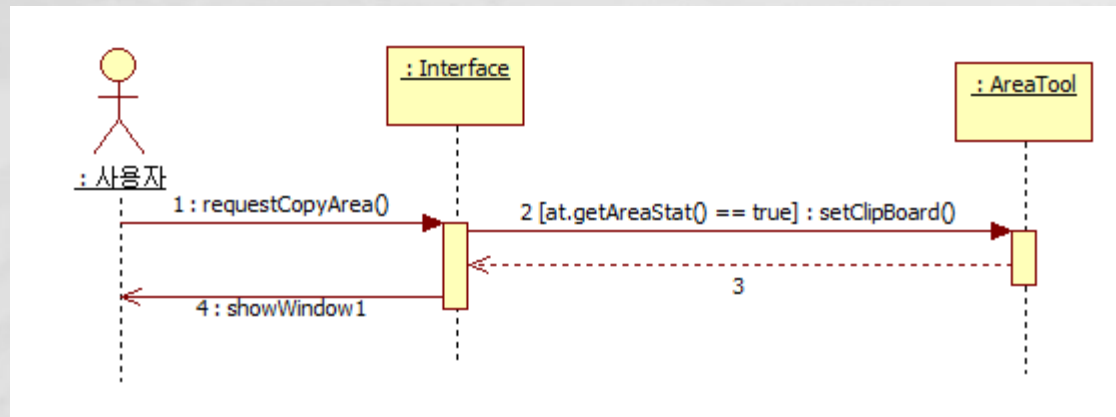 : Interface
: AreaTool
: 사용자
1 : requestCopyArea()
2 [at.getAreaStat() == true] : setClipBoard()
3
4 : showWindow1